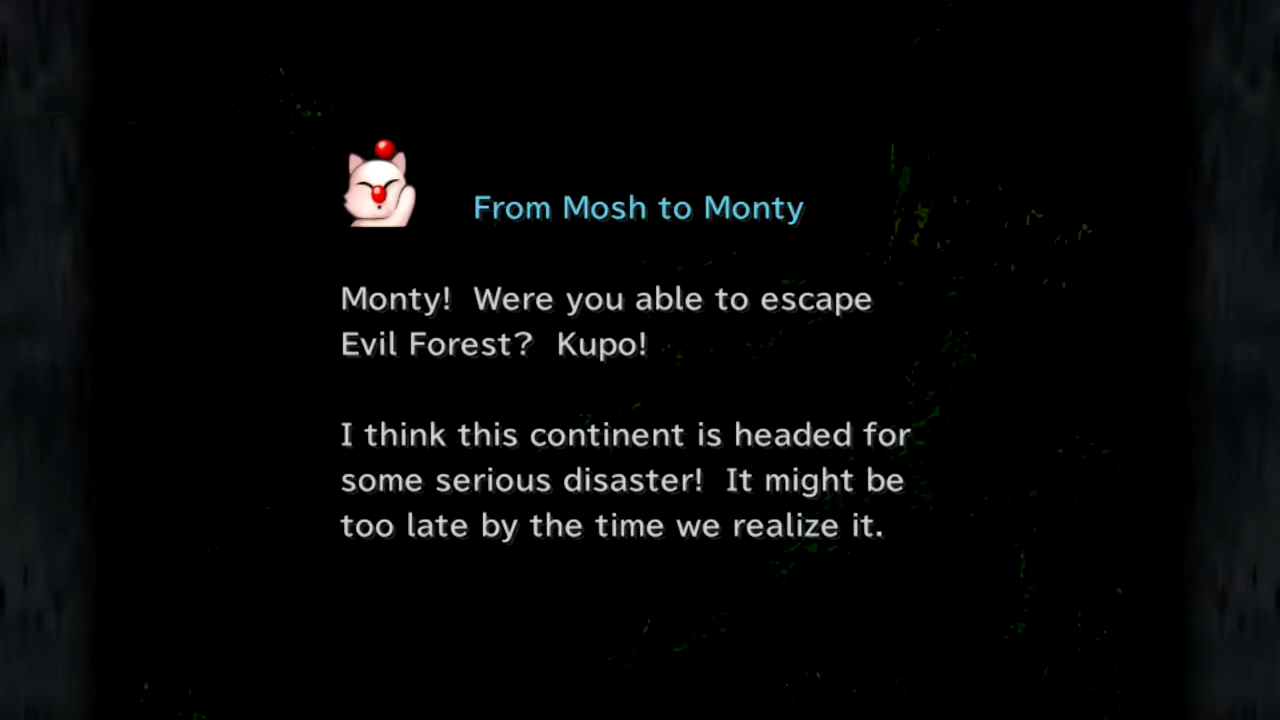 From Mosh to Monty
Monty!  Were you able to escape
Evil Forest?  Kupo!
I think this continent is headed for
some serious disaster!  It might be
too late by the time we realize it.